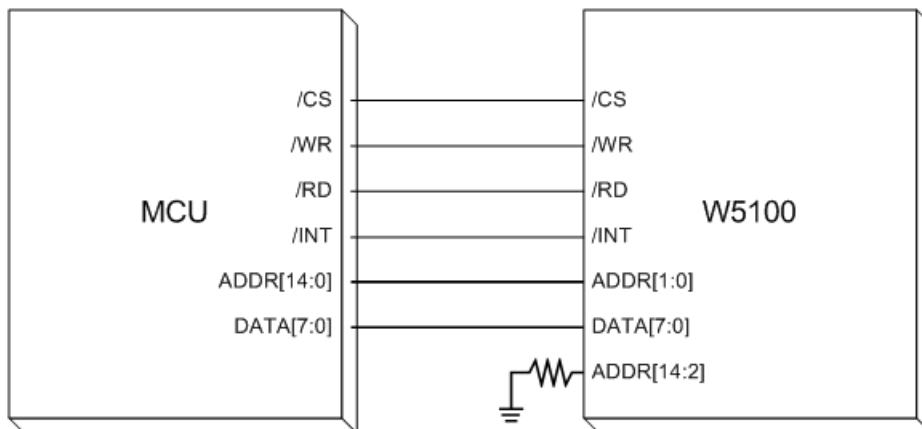 MCU
/CS
/WR
/RD
/INT
ADDR[14:0]
DATA[7:0]
W5100
/CS
/WR
/RD
/INT
ADDR[1:0]
DATA[7:0]
ADDR[14:2]